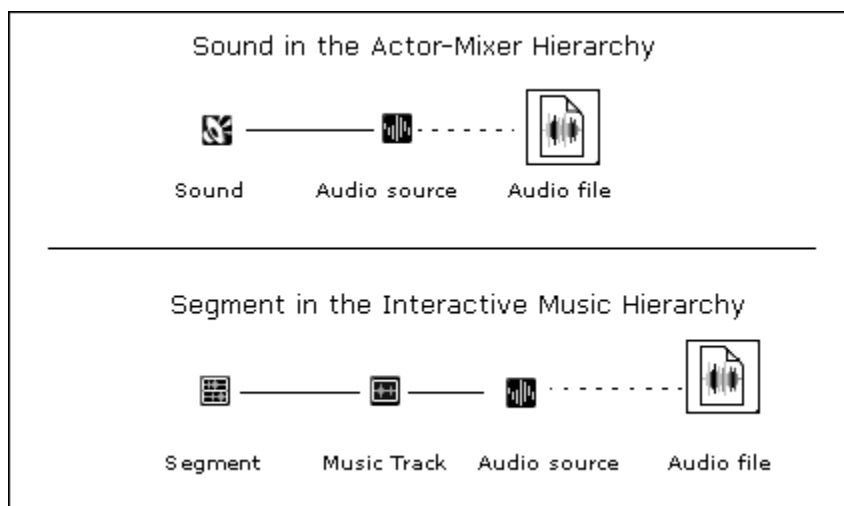 Sound in the Actor-Mixer Hierarchy
Sound Audio source Audio file
Segment in the Interactive Music Hierarchy
Segment Music Track Audio source Audio file